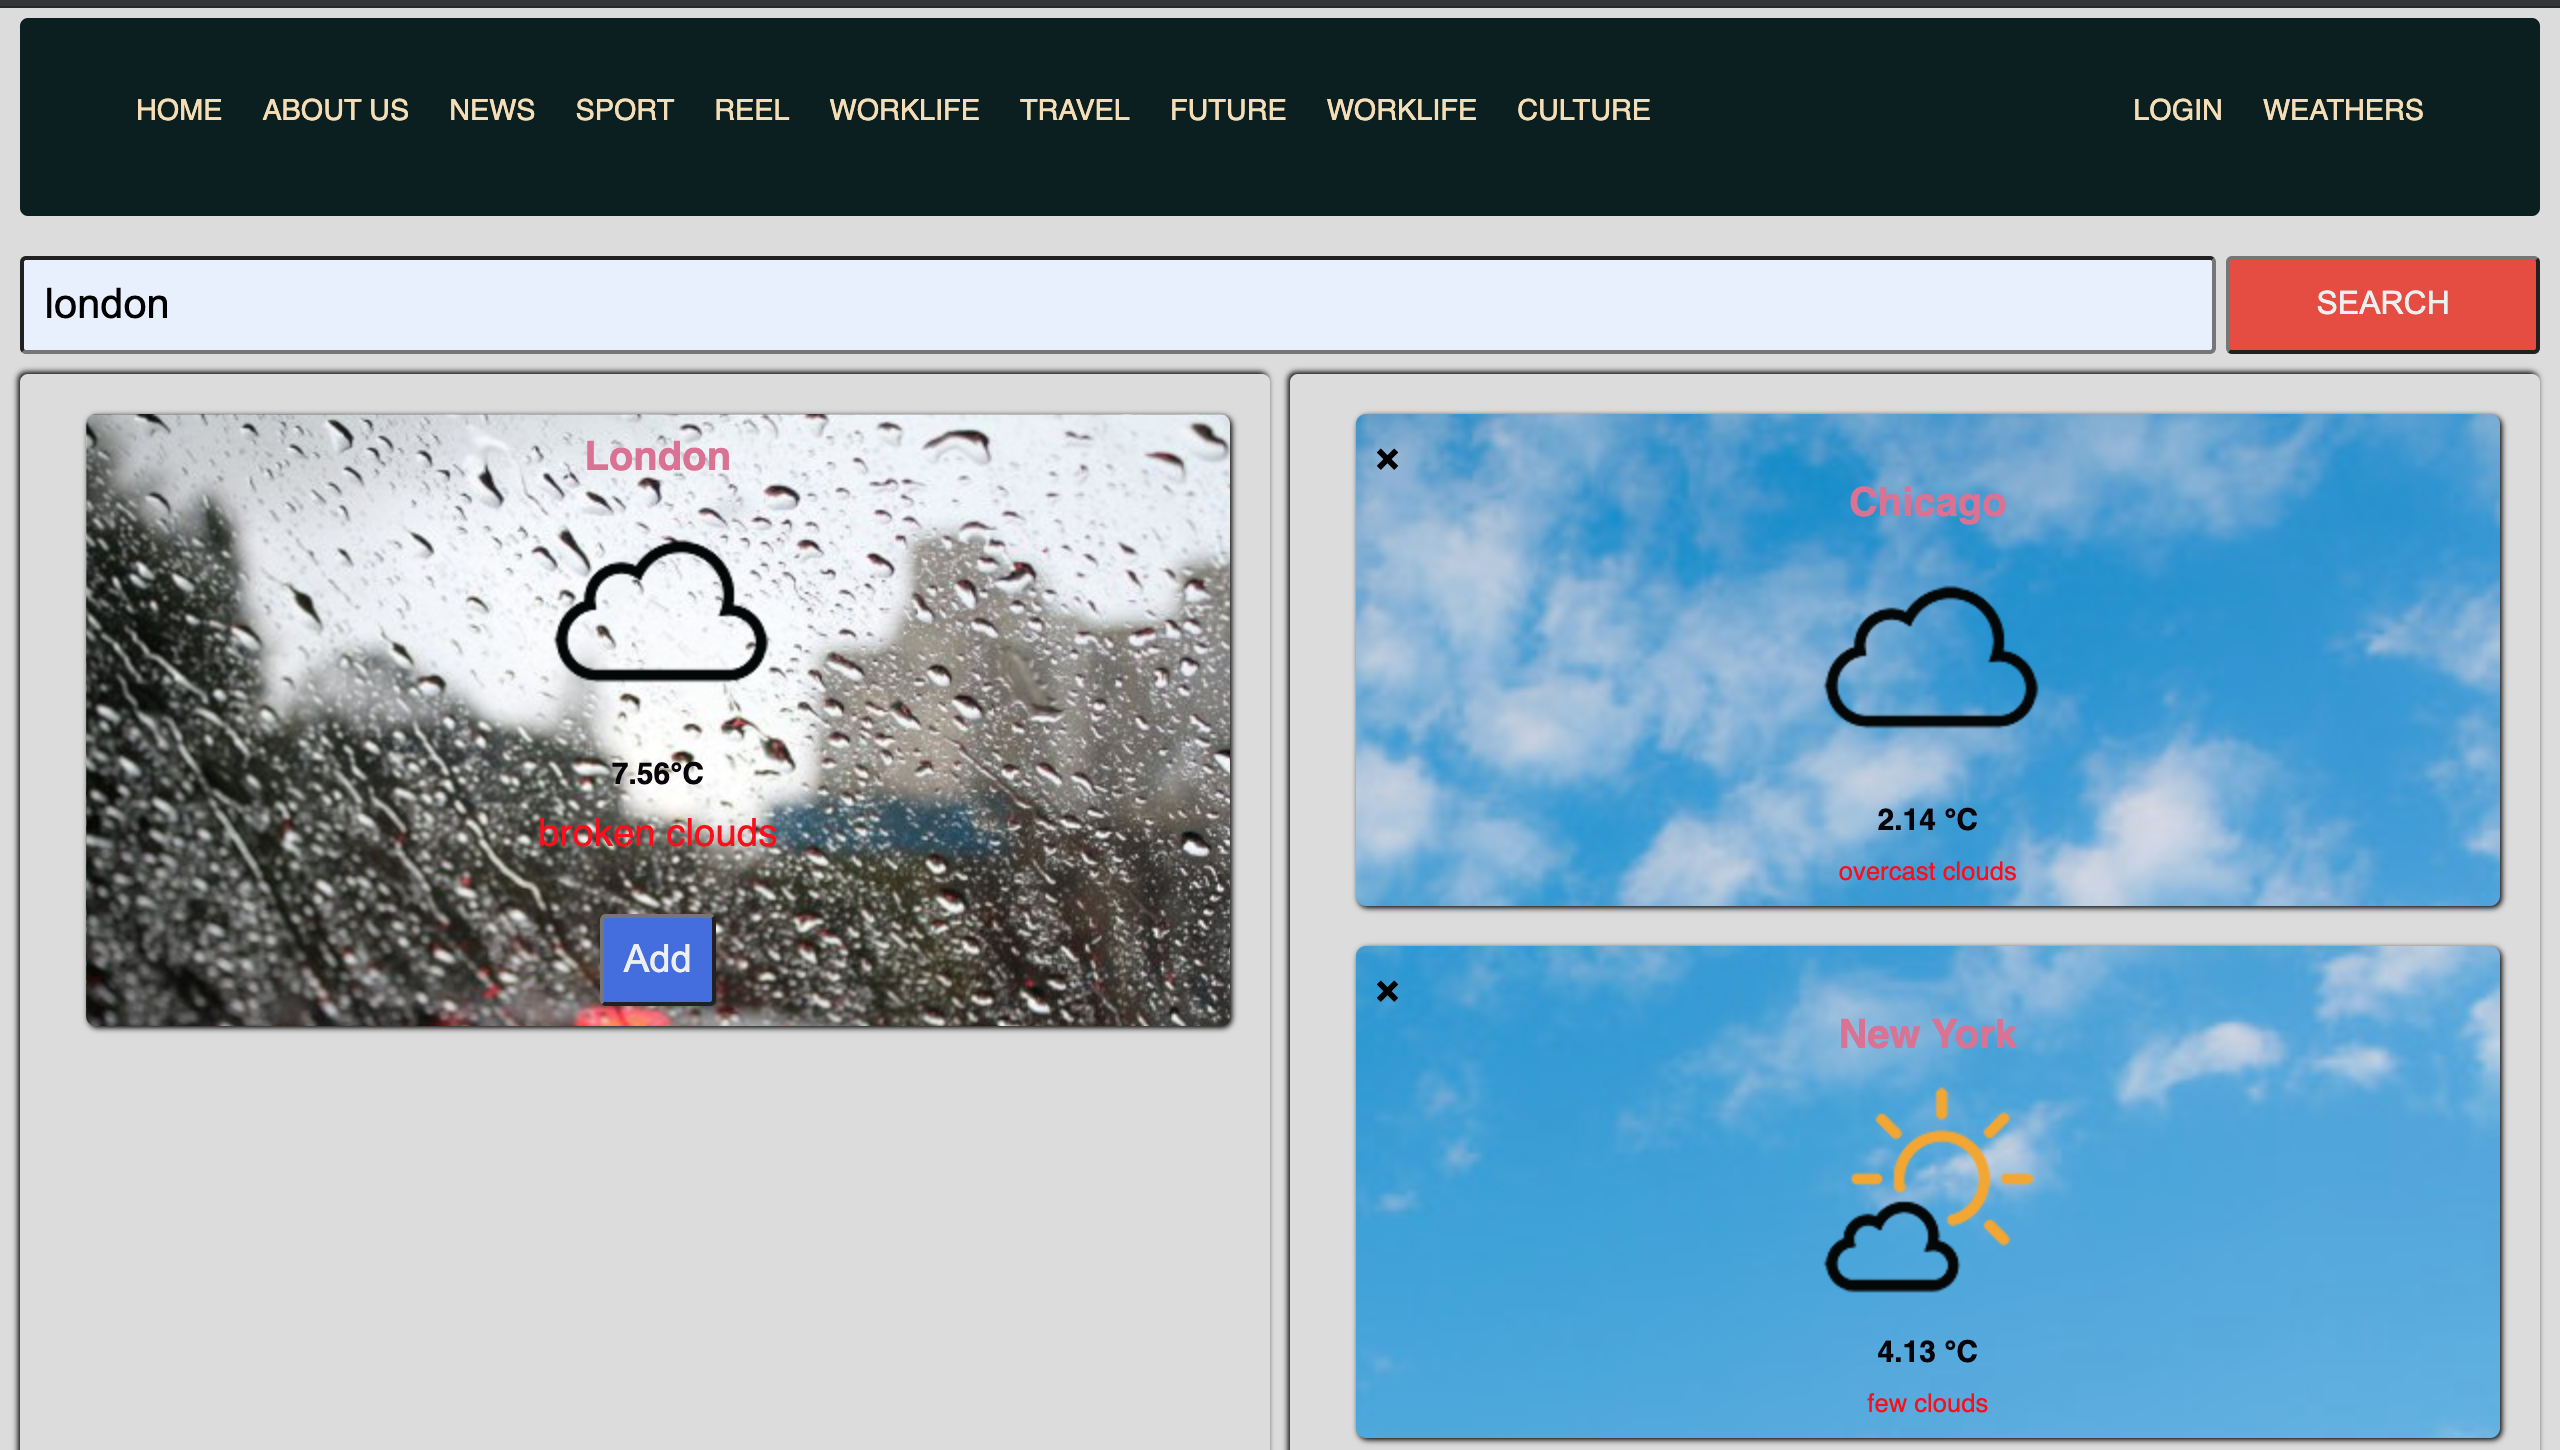 HOME ABOUT US NEWS SPORT REEL WORKLIFE TRAVEL FUTURE WORKLIFE CULTURE LOGIN WEATHERS
london SEARCH
London
7.56°C
broken clouds
Add
Chicago
2.14 °C
overcast clouds
New York
4.13 °C
few clouds